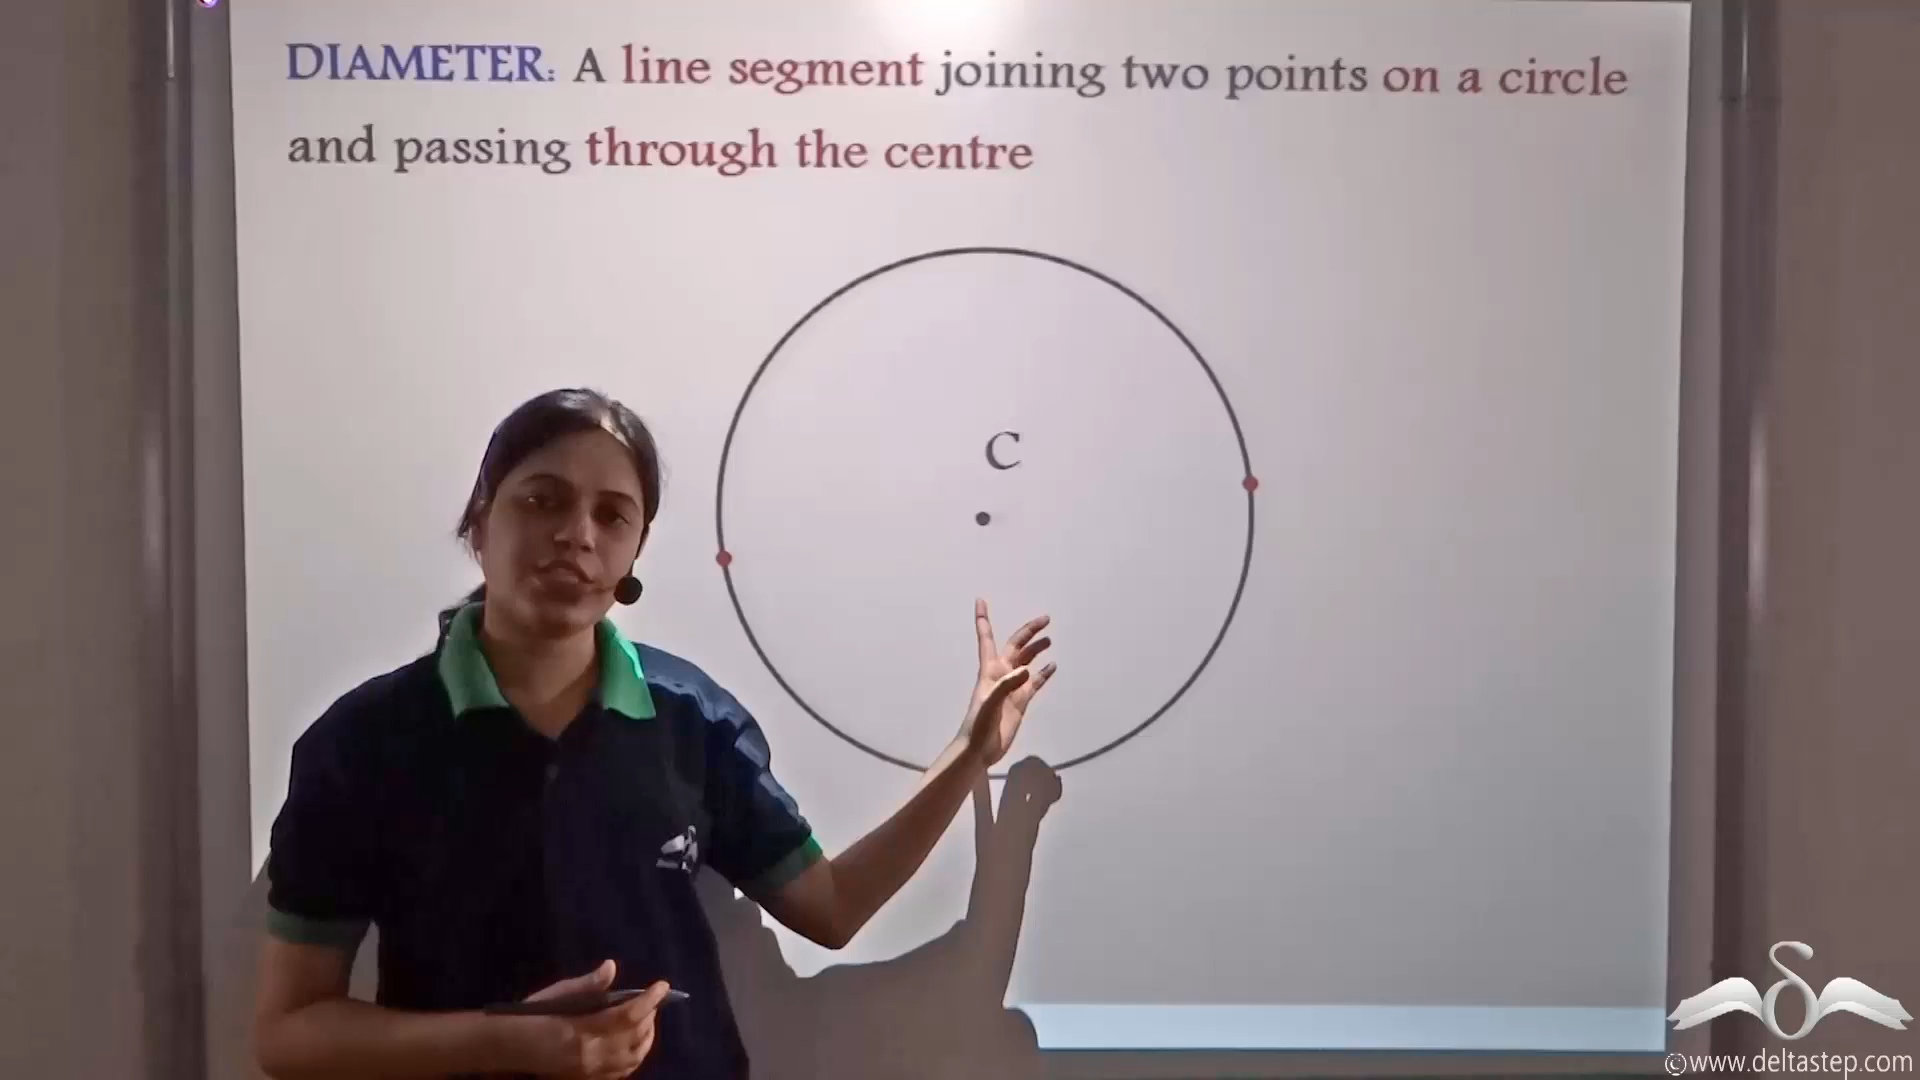 DIAMETER: A line segment joining two points on a circle
and passing through the centre
C
©www.deltastep.com